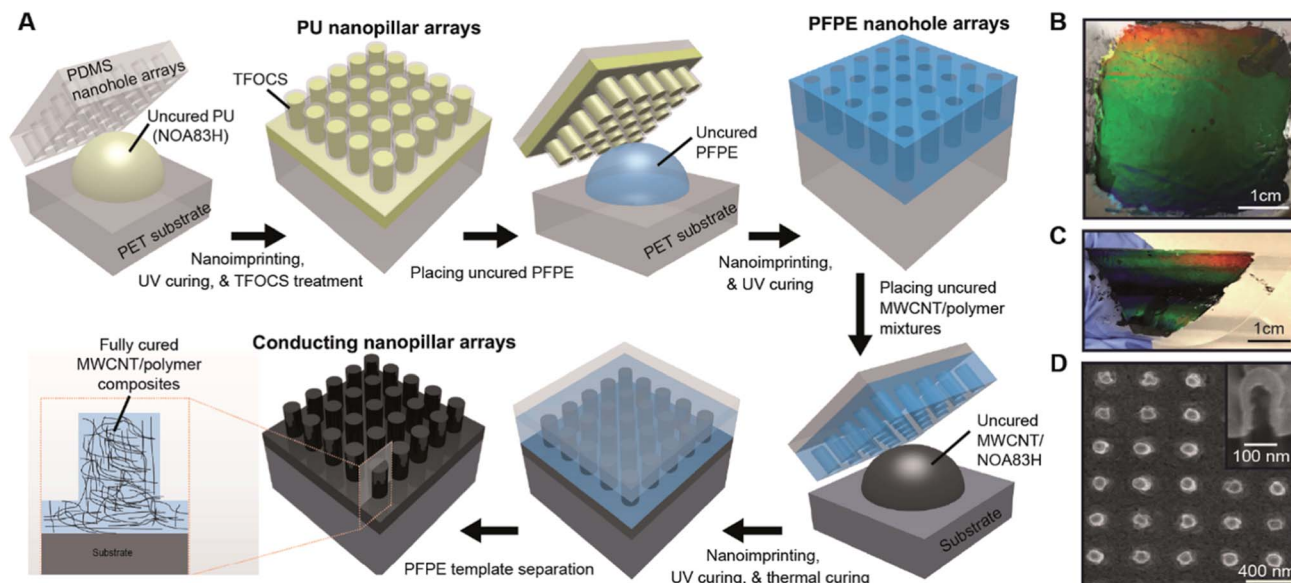 A
PU nanopillar arrays
PFPE nanohole arrays
PDMS
nanohole arrays
Uncured PU
(NOA83H)
PET substrate
TFOCS
Uncured
PFPE
PET substrate
Nanoimprinting,
UV curing, & TFOCS treatment
Placing uncured PFPE
Nanoimprinting,
& UV curing
Placing uncured
MWCNT/polymer
mixtures
Fully cured
MWCNT/polymer
composites
Substrate
Conducting nanopillar arrays
Uncured
MWCNT/
NOA83H
Substrate
PFPE template separation
Nanoimprinting,
UV curing, & thermal curing
B
1cm
C
1cm
D
100 nm
400 nm